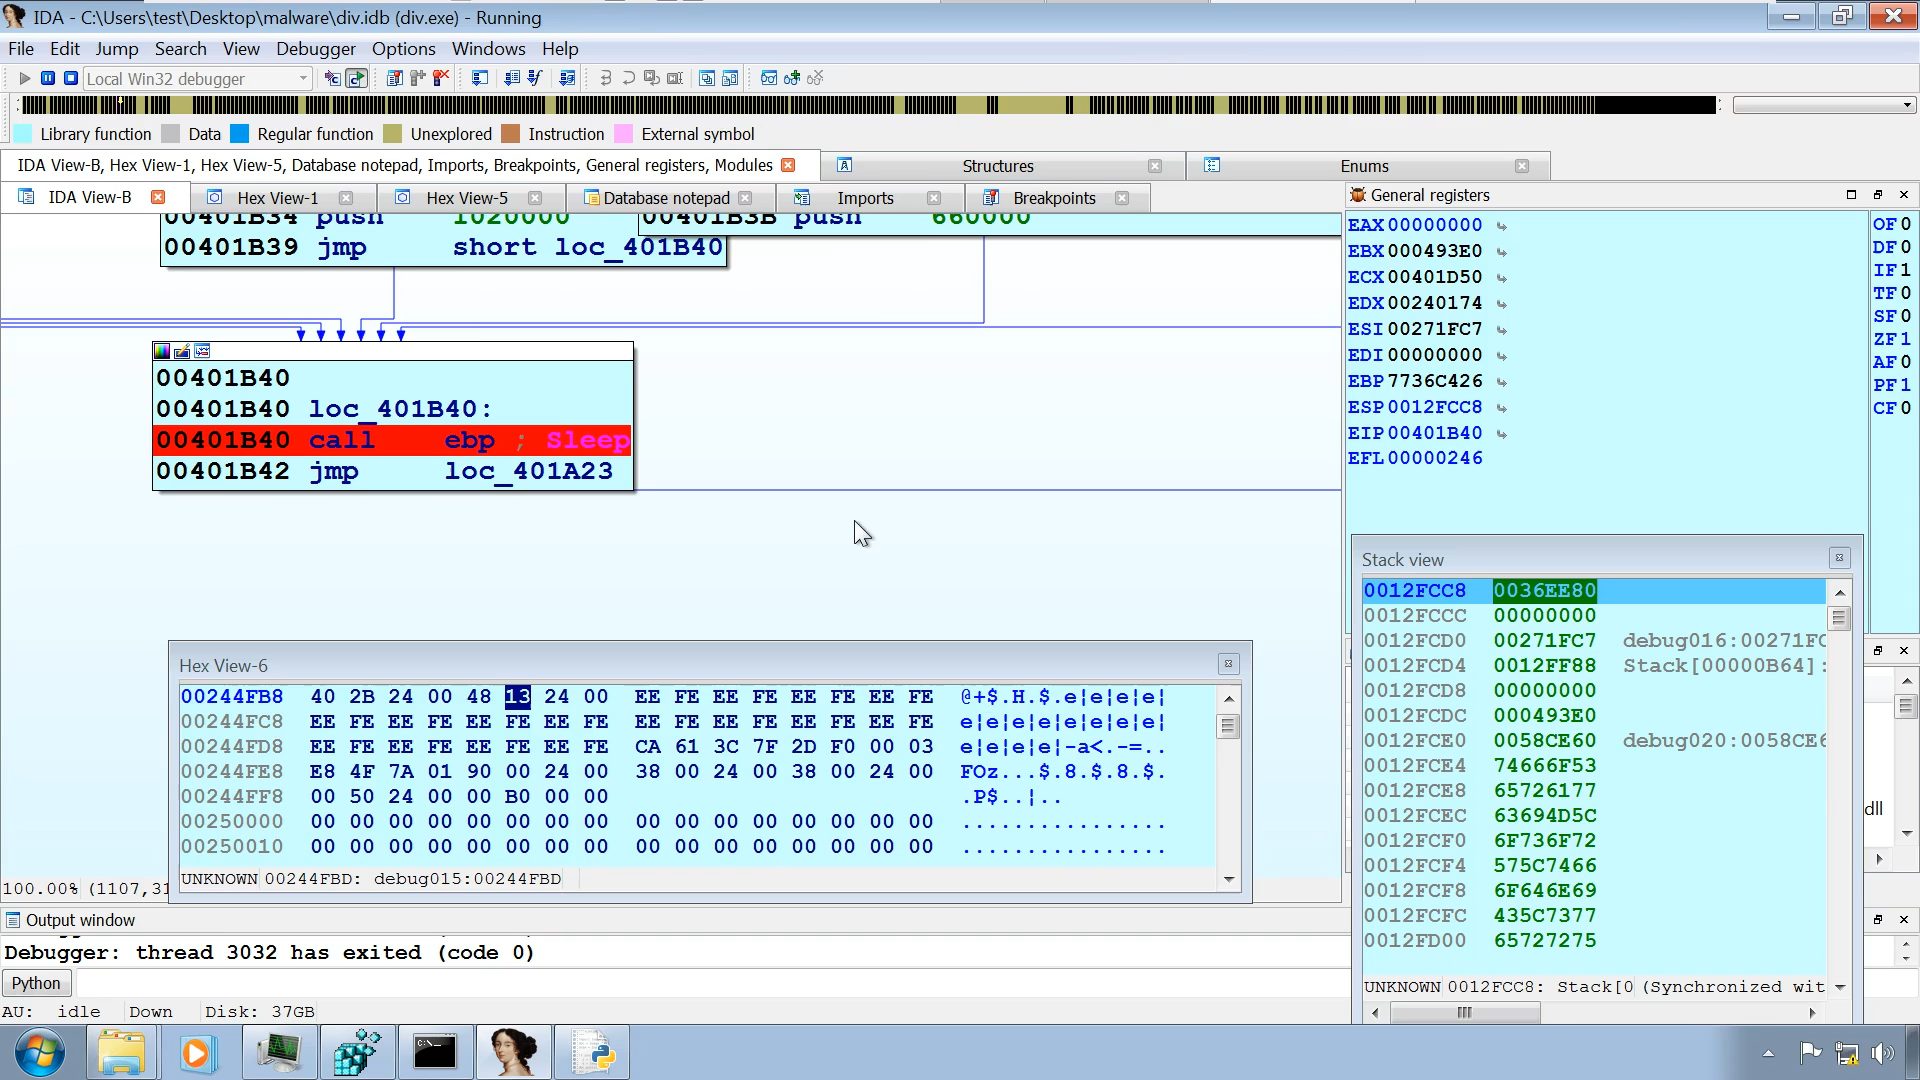 IDA - C:\Users\test\Desktop\malware\div.idb (div.exe) - Running
File Edit Jump Search View Debugger Options Windows Help
Local Win32 debugger
Library function Data Regular function Unexplored Instruction External symbol
IDA View-B, Hex View-1, Hex View-5, Database notepad, Imports, Breakpoints, General registers, Modules
Structures
Enums
IDA View-B
Hex View-1
Hex View-5
Database notepad
Imports
Breakpoints
General registers
00401B34 push 1020000
00401B39 jmp short loc_401B40
00401B3B push 660000
00401B40
00401B40 loc_401B40:
00401B40 call ebp ; Sleep
00401B42 jmp loc_401A23
EAX 00000000
EBX 000493E0
ECX 00401D50
EDX 00240174
ESI 00271FC7
EDI 00000000
EBP 7736C426
ESP 0012FCC8
EIP 00401B40
EFL 00000246
OF 0
DF 0
IF 1
TF 0
SF 0
ZF 1
AF 0
PF 1
CF 0
Stack view
0012FCC8 0036EE80
0012FCCC 00000000
0012FCD0 00271FC7 debug016:00271FC
0012FCD4 0012FF88 Stack[00000B64]:
0012FCD8 00000000
0012FCDC 000493E0
0012FCE0 0058CE60 debug020:0058CE6
0012FCE4 74666F53
0012FCE8 65726177
0012FCEC 63694D5C
0012FCF0 6F736F72
0012FCF4 575C7466
0012FCF8 6F646E69
0012FCFC 435C7377
0012FD00 65727275
UNKNOWN 0012FCC8: Stack[0 (Synchronized wit
dll
Hex View-6
00244FB8 40 2B 24 00 48 13 24 00 EE FE EE FE EE FE EE FE @+$.H.$.e¦e¦e¦e¦
00244FC8 EE FE EE FE EE FE EE FE EE FE EE FE EE FE EE FE e¦e¦e¦e¦e¦e¦e¦e¦
00244FD8 EE FE EE FE EE FE EE FE CA 61 3C 7F 2D F0 00 03 e¦e¦e¦e¦-a<.-=..
00244FE8 E8 4F 7A 01 90 00 24 00 38 00 24 00 38 00 24 00 FOz...$.8.$.8.$.
00244FF8 00 50 24 00 00 B0 00 00 .P$..¦..
00250000 00 00 00 00 00 00 00 00 00 00 00 00 00 00 00 00 ................
00250010 00 00 00 00 00 00 00 00 00 00 00 00 00 00 00 00 ................
UNKNOWN 00244FBD: debug015:00244FBD
100.00% (1107,31
Output window
Debugger: thread 3032 has exited (code 0)
Python
AU: idle Down Disk: 37GB